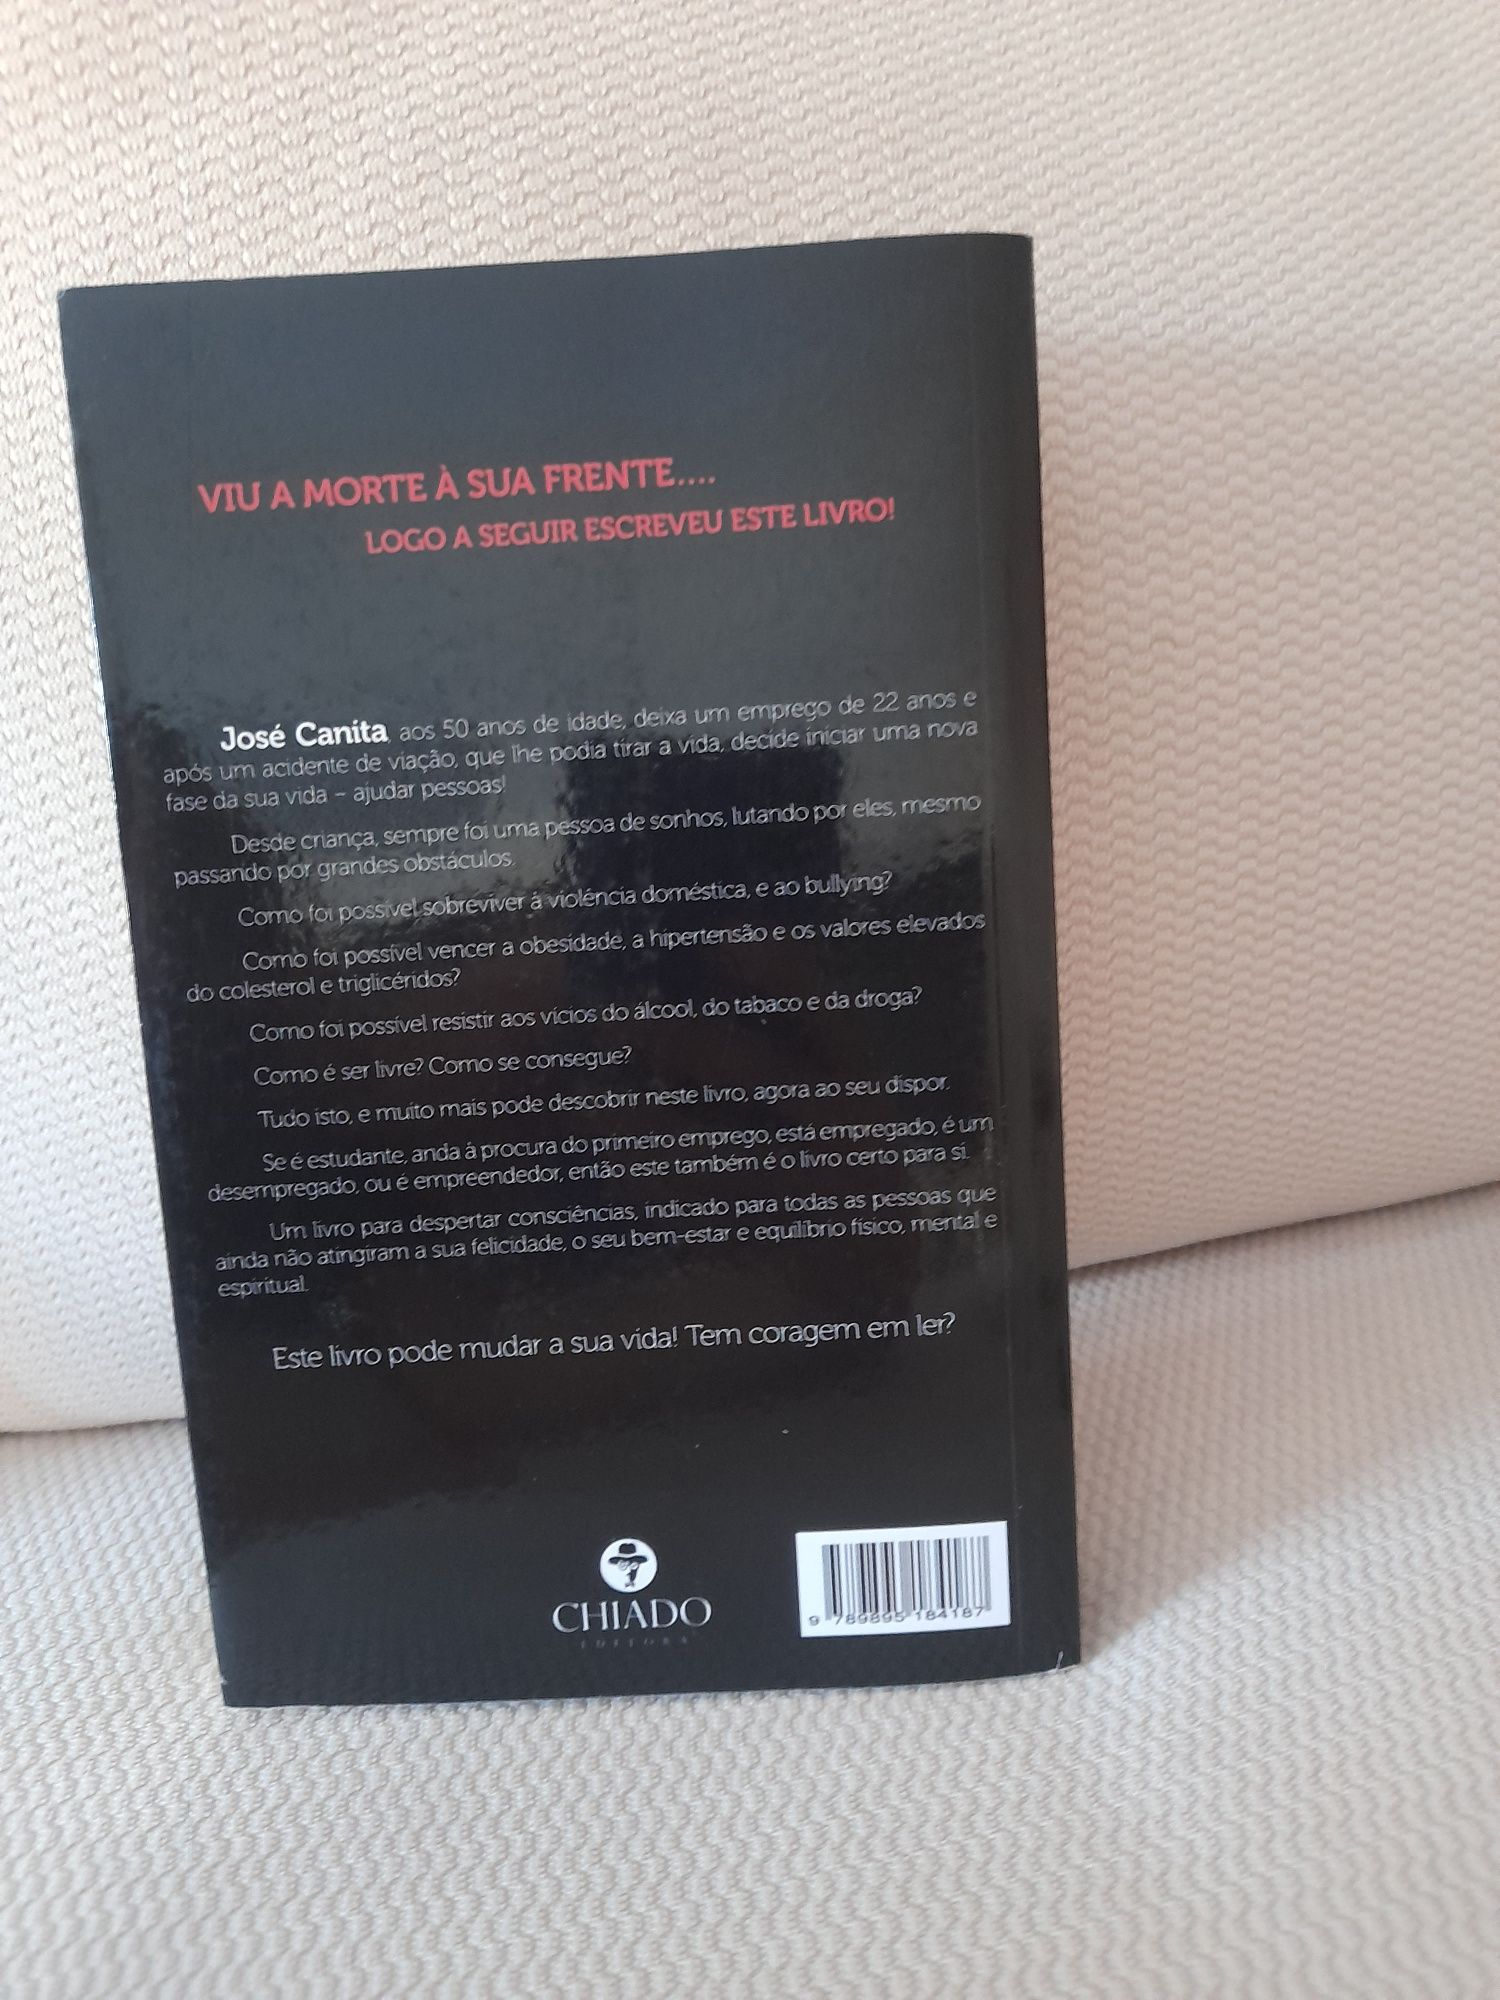 VIU A MORTE À SUA FRENTE....
LOGO A SEGUIR ESCREVEU ESTE LIVRO!
José Canita, aos 50 anos de idade, deixa um emprego de 22 anos e
após um acidente de viação, que lhe podia tirar a vida, decide iniciar uma nova
fase da sua vida – ajudar pessoas!
Desde criança, sempre foi uma pessoa de sonhos, lutando por eles, mesmo
passando por grandes obstáculos.
Como foi possível sobreviver à violência doméstica, e ao bullying?
Como foi possível vencer a obesidade, a hipertensão e os valores elevados
do colesterol e triglicéridos?
Como foi possível resistir aos vícios do álcool, do tabaco e da droga?
Como é ser livre? Como se consegue?
Tudo isto, e muito mais pode descobrir neste livro, agora ao seu dispor.
Se é estudante, anda à procura do primeiro emprego, está empregado, é um
desempregado, ou é empreendedor, então este também é o livro certo para si.
Um livro para despertar consciências, indicado para todas as pessoas que
ainda não atingiram a sua felicidade, o seu bem-estar e equilíbrio físico, mental e
espiritual.
Este livro pode mudar a sua vida! Tem coragem em ler?
CHIADO
EDITORA
9 789895 184187